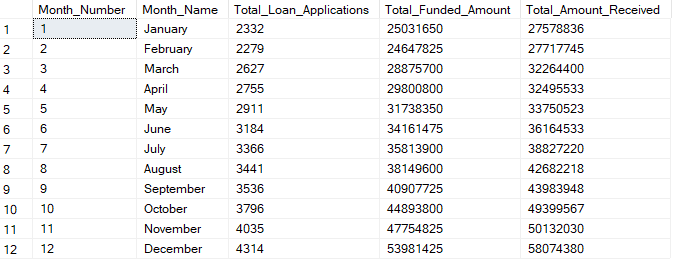 Month_Number Month_Name Total_Loan_Applications Total_Funded_Amount Total_Amount_Received
1 1 January 2332 25031650 27578836
2 2 February 2279 24647825 27717745
3 3 March 2627 28875700 32264400
4 4 April 2755 29800800 32495533
5 5 May 2911 31738350 33750523
6 6 June 3184 34161475 36164533
7 7 July 3366 35813900 38827220
8 8 August 3441 38149600 42682218
9 9 September 3536 40907725 43983948
10 10 October 3796 44893800 49399567
11 11 November 4035 47754825 50132030
12 12 December 4314 53981425 58074380